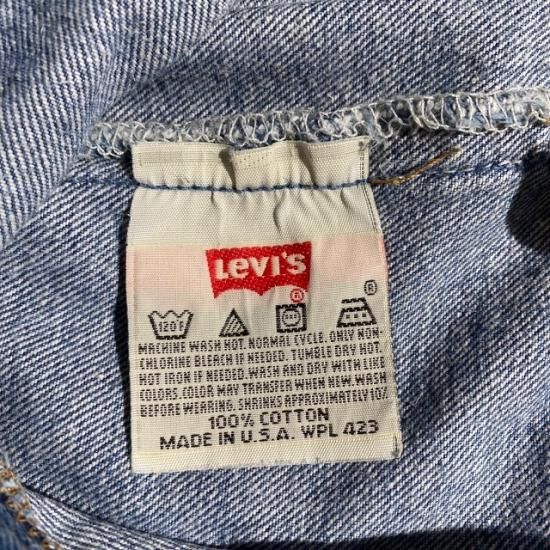 Levi's
®
®
120F
MACHINE WASH HOT. NORMAL CYCLE. ONLY NON-
CHLORINE BLEACH IF NEEDED. TUMBLE DRY HOT.
HOT IRON IF NEEDED. WASH AND DRY WITH LIKE
COLORS. COLOR MAY TRANSFER WHEN NEW. WASH
BEFORE WEARING. SHRINKS APPROXIMATELY 10%
100% COTTON
MADE IN U.S.A. WPL 423